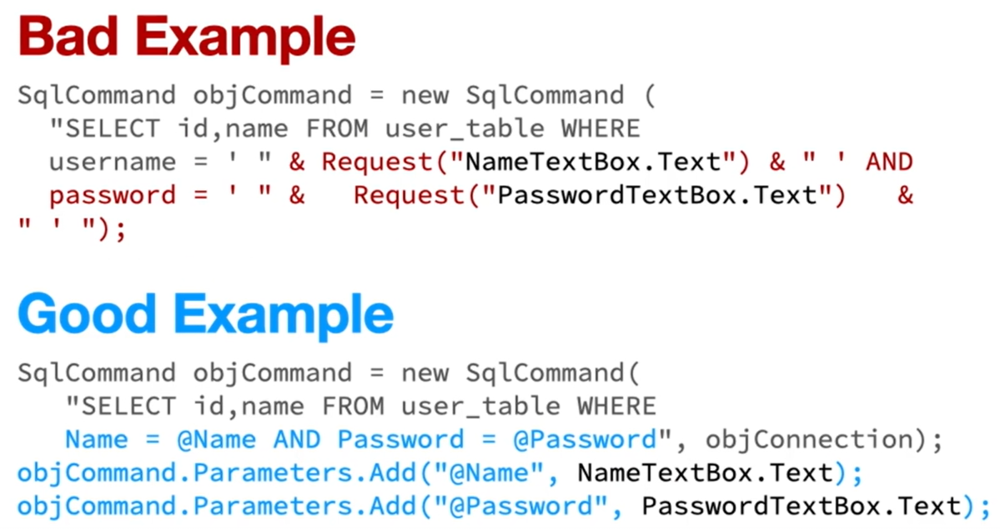 Bad Example
SqlCommand objCommand = new SqlCommand (
"SELECT id,name FROM user_table WHERE
username = ' " & Request("NameTextBox.Text") & " ' AND
password = ' " & Request("PasswordTextBox.Text") &
" ' ");
Good Example
SqlCommand objCommand = new SqlCommand(
"SELECT id,name FROM user_table WHERE
Name = @Name AND Password = @Password", objConnection);
objCommand.Parameters.Add("@Name", NameTextBox.Text);
objCommand.Parameters.Add("@Password", PasswordTextBox.Text);